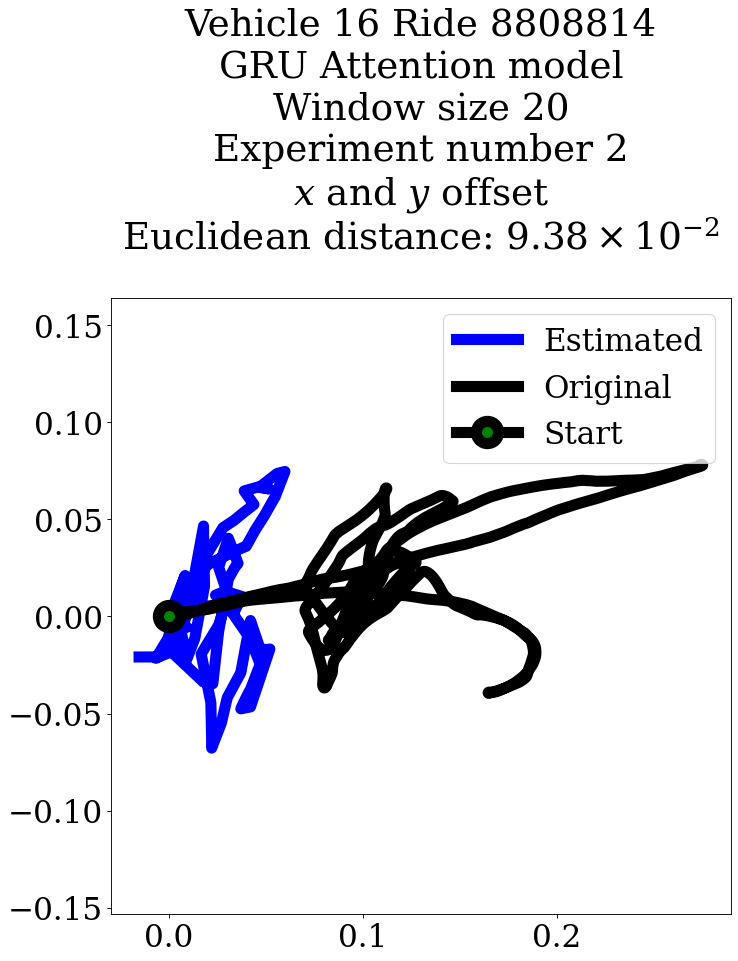 Vehicle 16 Ride 8808814
GRU Attention model
Window size 20
Experiment number 2
x and y offset
Euclidean distance: 9.38 × 10⁻²
Estimated
Original
Start
0.15
0.10
0.05
0.00
−0.05
−0.10
−0.15
0.0 0.1 0.2